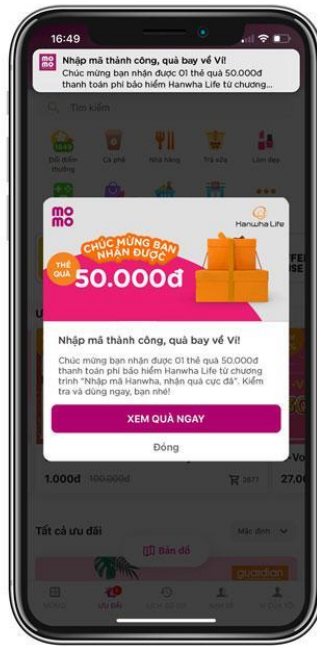 16:49
Nhập mã thành công, quà bay về Ví!
Chúc mừng bạn nhận được 01 thẻ quà 50.000đ
thanh toán phí bảo hiểm Hanwha Life từ chương...
Tìm kiếm
Đổi điểm
thưởng
Cà phê
Nhà hàng
Trà sữa
Làm đẹp
mo
mo
Hanwha Life
CHÚC MỪNG BẠN
NHẬN ĐƯỢC
THẺ
QUÀ
50.000đ
Nhập mã thành công, quà bay về Ví!
Chúc mừng bạn nhận được 01 thẻ quà 50.000đ
thanh toán phí bảo hiểm Hanwha Life từ chương
trình "Nhập mã Hanwha, nhận quà cực đã". Kiểm
tra và dùng ngay, bạn nhé!
XEM QUÀ NGAY
Đóng
1.000đ 100.000đ
2877
27.0
Tất cả ưu đãi
Mặc định
Bản đồ
guardian
ƯU ĐÃI